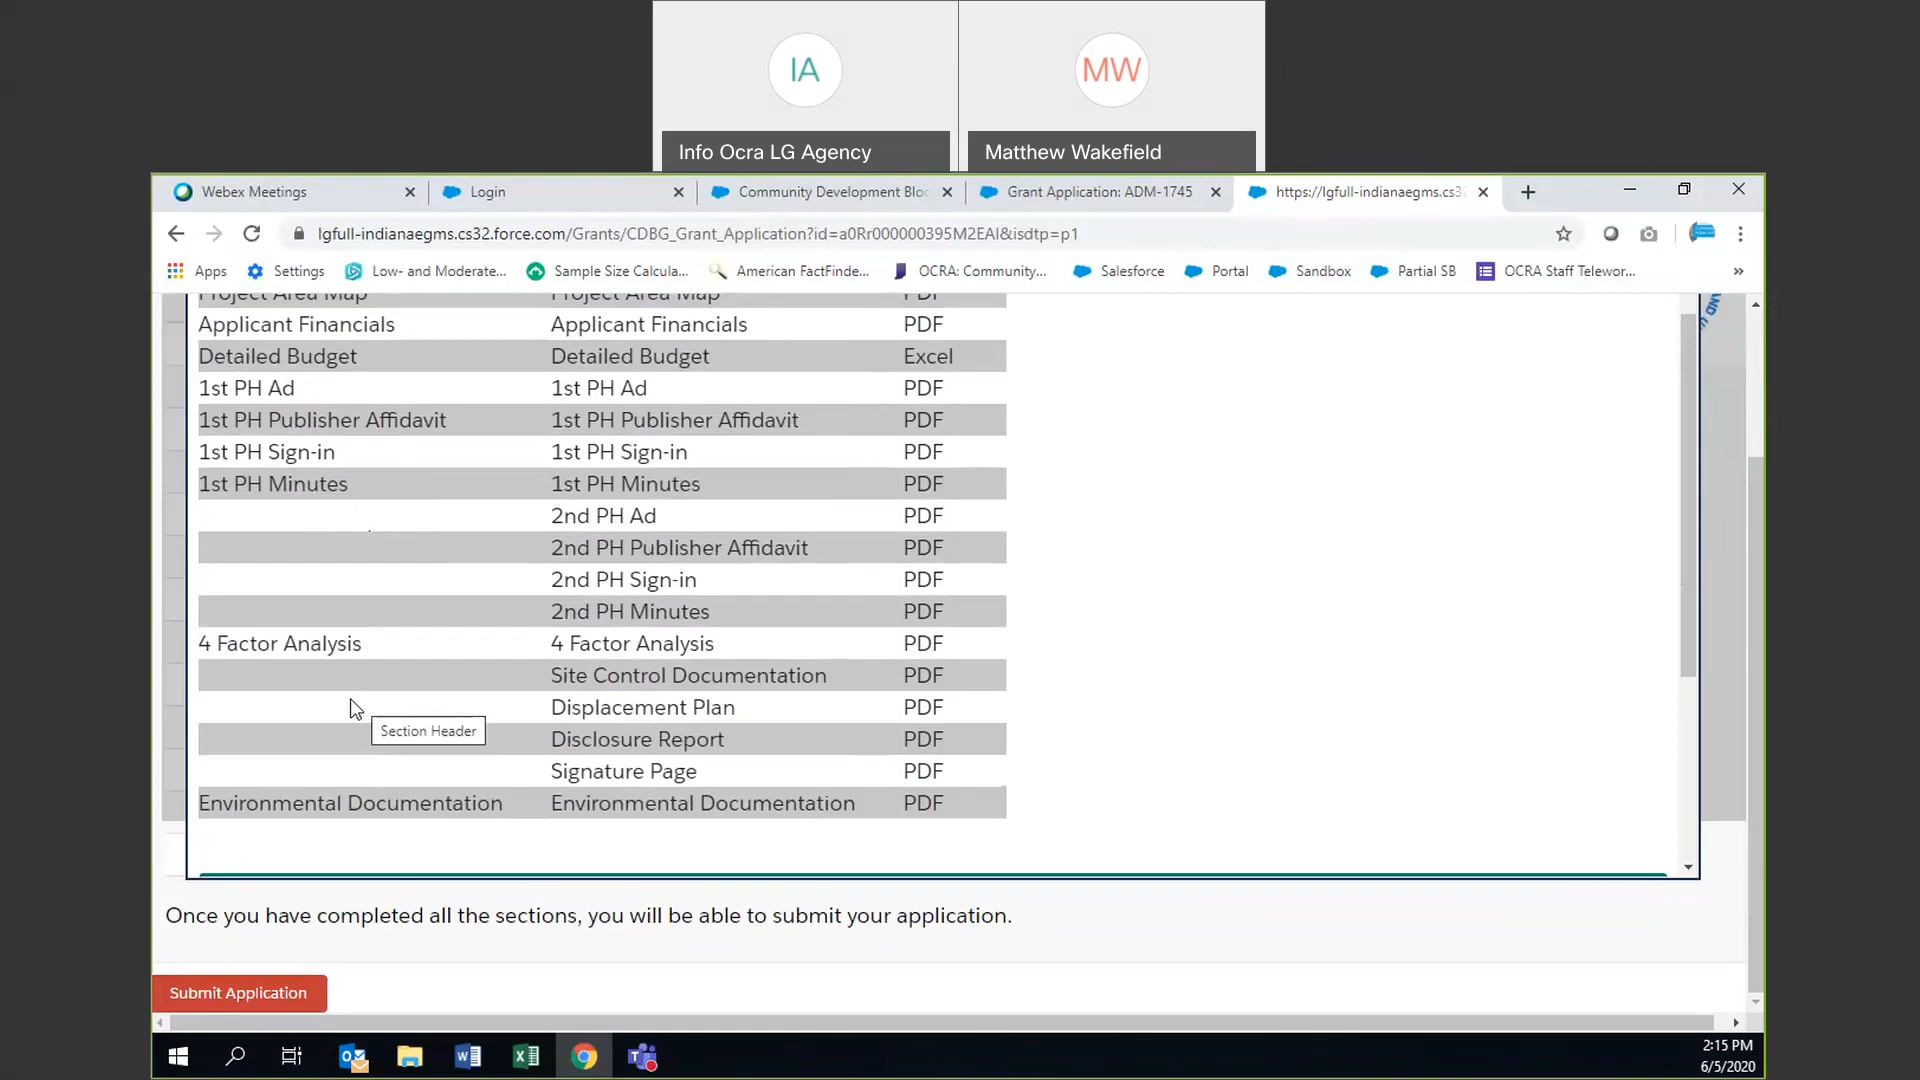 IA
MW
Info Ocra LG Agency
Matthew Wakefield
Webex Meetings
Login
Community Development Bloc
Grant Application: ADM-1745
https://lgfull-indianaegms.cs32
lgfull-indianaegms.cs32.force.com/Grants/CDBG_Grant_Application?id=a0Rr000000395M2EAI&isdtp=p1
Apps
Settings
Low- and Moderate...
Sample Size Calcula...
American FactFinde...
OCRA: Community...
Salesforce
Portal
Sandbox
Partial SB
OCRA Staff Telewor...
»
Project Area Map Project Area Map PDF
Applicant Financials Applicant Financials PDF
Detailed Budget Detailed Budget Excel
1st PH Ad 1st PH Ad PDF
1st PH Publisher Affidavit 1st PH Publisher Affidavit PDF
1st PH Sign-in 1st PH Sign-in PDF
1st PH Minutes 1st PH Minutes PDF
2nd PH Ad PDF
2nd PH Publisher Affidavit PDF
2nd PH Sign-in PDF
2nd PH Minutes PDF
4 Factor Analysis 4 Factor Analysis PDF
Site Control Documentation PDF
Displacement Plan PDF
Section Header
Disclosure Report PDF
Signature Page PDF
Environmental Documentation Environmental Documentation PDF
Once you have completed all the sections, you will be able to submit your application.
Submit Application
2:15 PM
6/5/2020